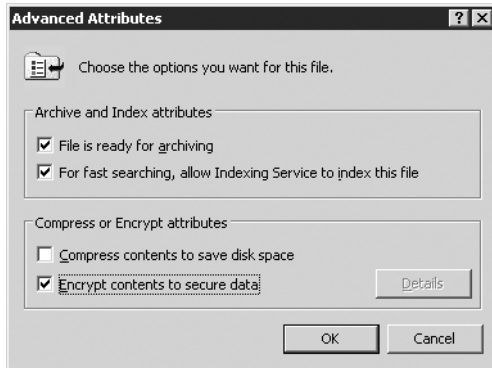 Advanced Attributes
Choose the options you want for this file.
Archive and Index attributes
File is ready for archiving
For fast searching, allow Indexing Service to index this file
Compress or Encrypt attributes
Compress contents to save disk space
Encrypt contents to secure data
Details
OK
Cancel